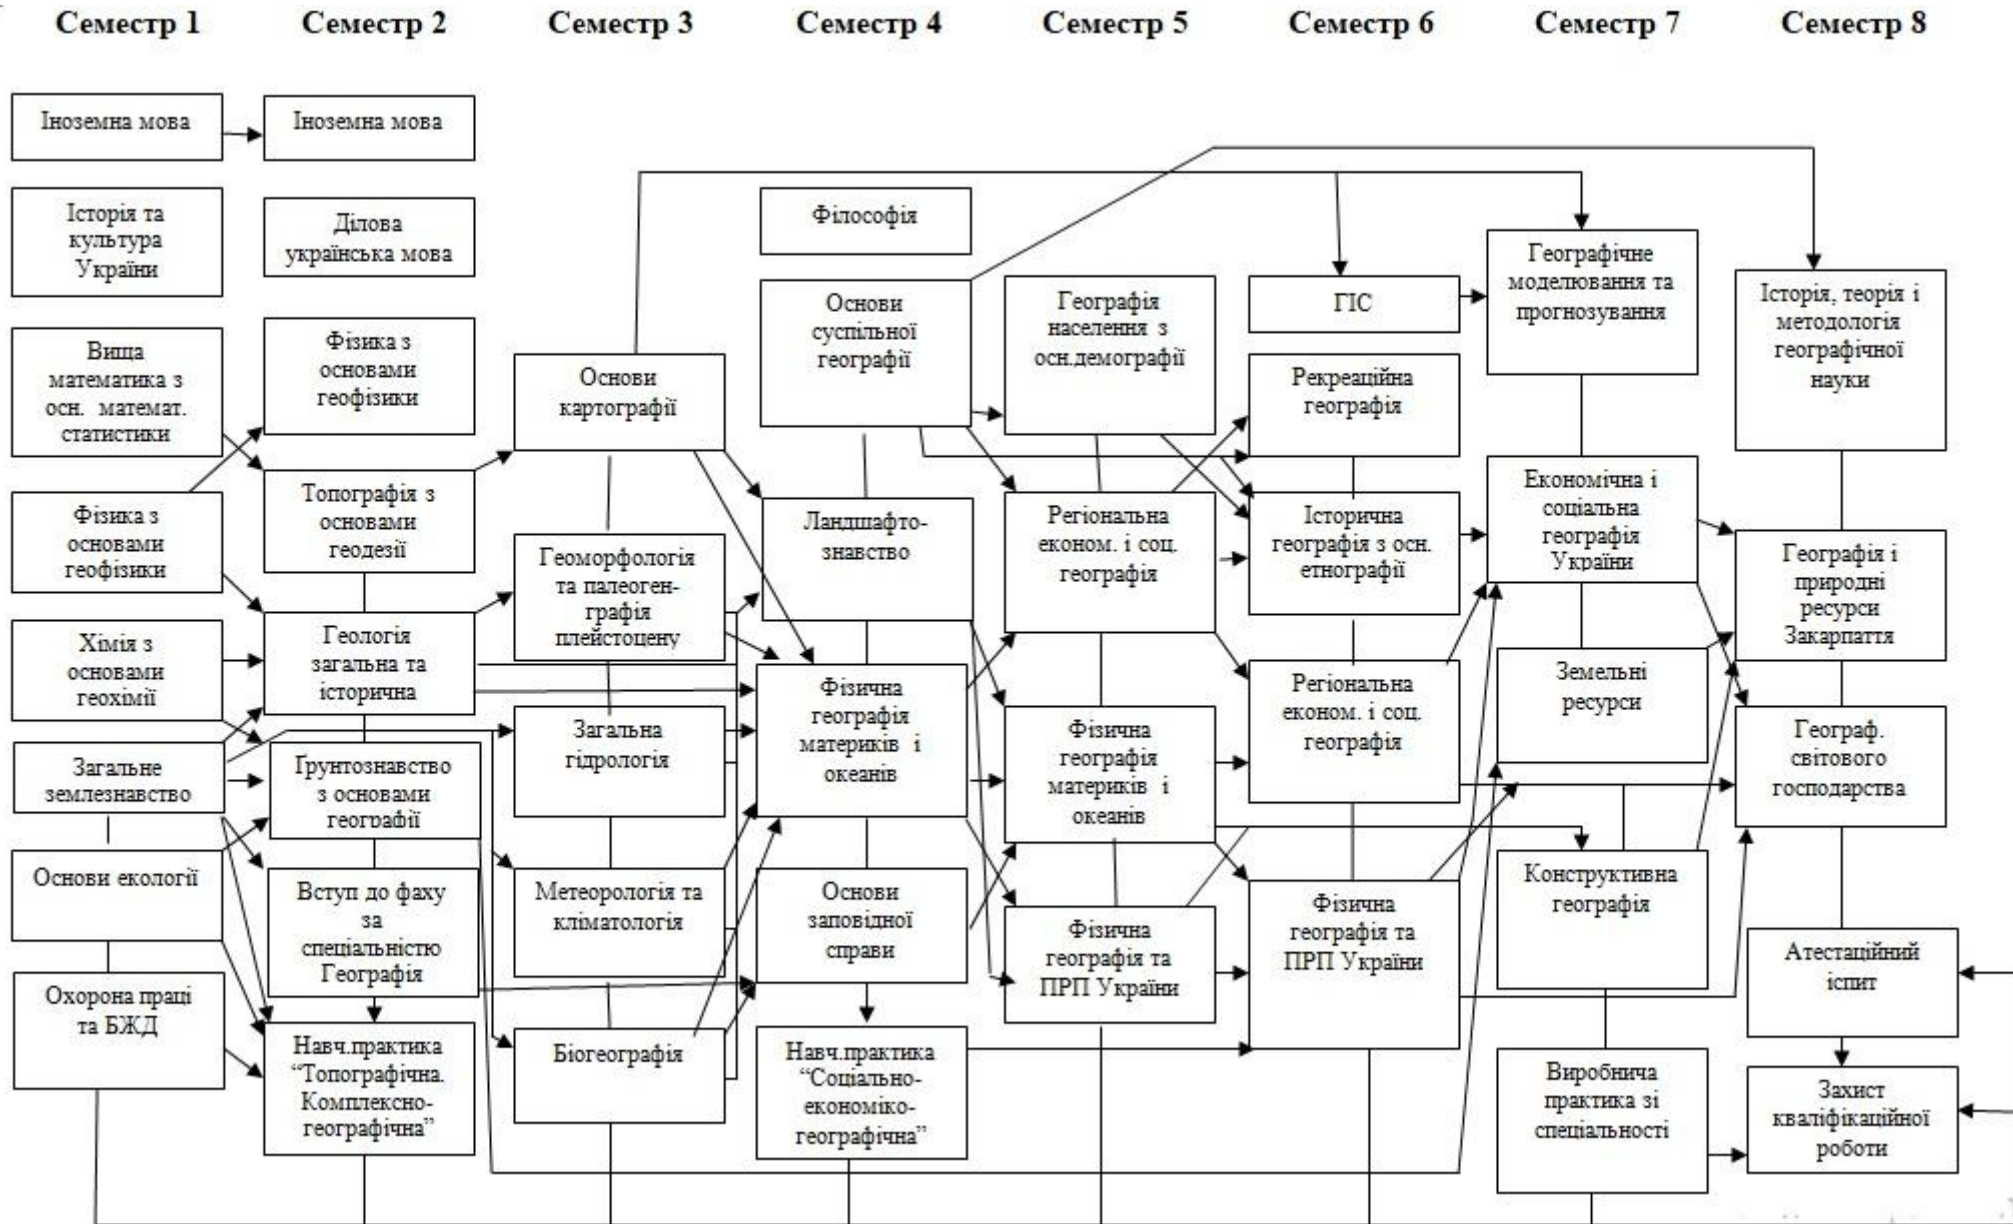 Семестр 1
Семестр 2
Семестр 3
Семестр 4
Семестр 5
Семестр 6
Семестр 7
Семестр 8
Іноземна мова
Історія та
культура
України
Вища
математика з
осн. математ.
статистики
Фізика з
основами
геофізики
Хімія з
основами
геохімії
Загальне
землезнавство
Основи екології
Охорона праці
та БЖД
Іноземна мова
Ділова
українська мова
Фізика з
основами
геофізики
Топографія з
основами
геодезії
Геологія
загальна та
історична
Ґрунтознавство
з основами
географії
Вступ до фаху
за
спеціальністю
Географія
Навч.практика
“Топографічна.
Комплексно-
географічна”
Основи
картографії
Геоморфологія
та палеоген-
графія
плейстоцену
Загальна
гідрологія
Метеорологія та
кліматологія
Біогеографія
Філософія
Основи
суспільної
географії
Ландшафто-
знавство
Фізична
географія
материків і
океанів
Основи
заповідної
справи
Навч.практика
“Соціально-
економіко-
географічна”
Географія
населення з
осн.демографії
Регіональна
економ. і соц.
географія
Фізична
географія
материків і
океанів
Фізична
географія та
ПРП України
ГІС
Рекреаційна
географія
Історична
географія з осн.
етнографії
Регіональна
економ. і соц.
географія
Фізична
географія та
ПРП України
Географічне
моделювання та
прогнозування
Економічна і
соціальна
географія
України
Земельні
ресурси
Конструктивна
географія
Виробнича
практика зі
спеціальності
Історія, теорія і
методологія
географічної
науки
Географія і
природні
ресурси
Закарпаття
Географ.
світового
господарства
Атестаційний
іспит
Захист
кваліфікаційної
роботи